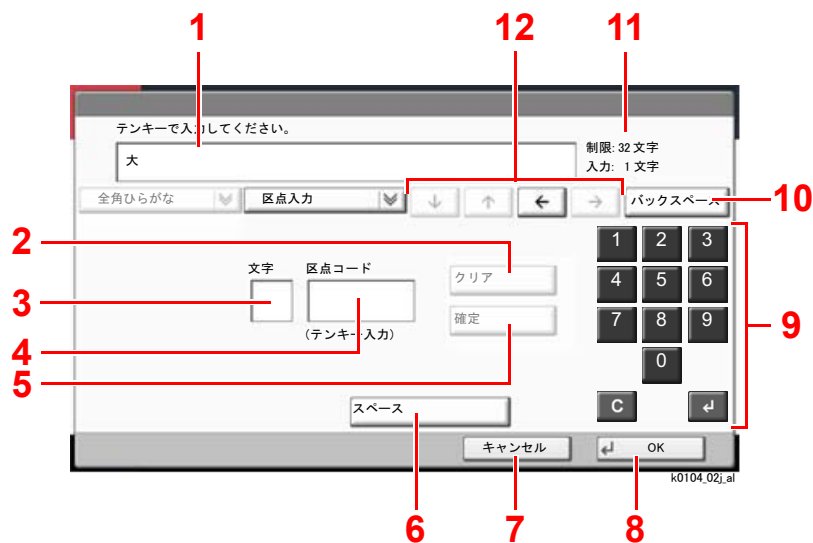 1
12
11
テンキーで入力してください。
大
制限: 32 文字
入力: 1 文字
全角ひらがな
区点入力
↓
↑
←
→
バックスペース
10
2
3
4
5
文字
区点コード
(テンキー入力)
クリア
確定
1 2 3
4 5 6
7 8 9
0
C
9
スペース
キャンセル
OK
k0104_02j_al
6
7
8